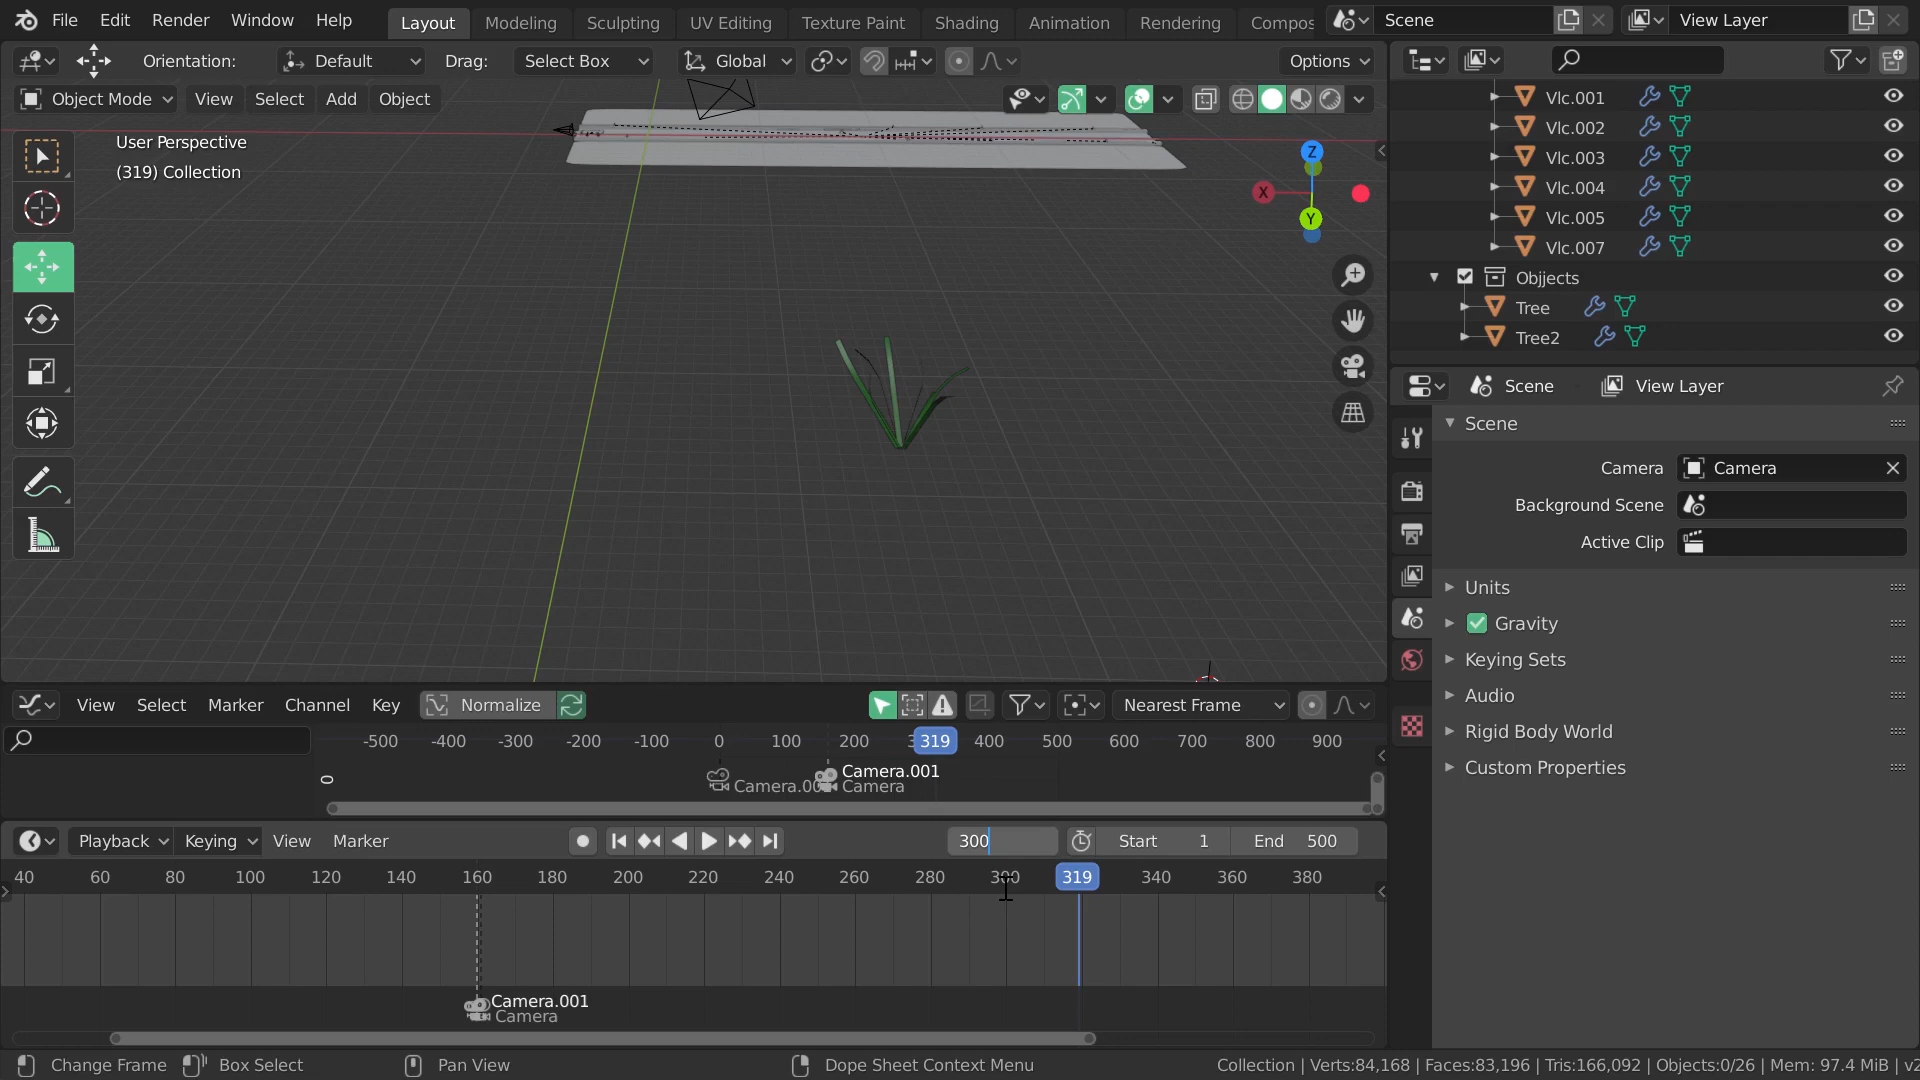 File Edit Render Window Help Layout Modeling Sculpting UV Editing Texture Paint Shading Animation Rendering Compos Scene View Layer
Orientation: Default Drag: Select Box Global Options
Object Mode View Select Add Object
User Perspective
(319) Collection
Z
X
Y
Vlc.001
Vlc.002
Vlc.003
Vlc.004
Vlc.005
Vlc.007
Objjects
Tree
Tree2
Scene View Layer
Scene
Camera Camera
Background Scene
Active Clip
Units
Gravity
Keying Sets
Audio
Rigid Body World
Custom Properties
View Select Marker Channel Key Normalize Nearest Frame
-500 -400 -300 -200 -100 0 100 200 3 319 400 500 600 700 800 900
0
Camera.001
Camera.00 Camera
Playback Keying View Marker 300 Start 1 End 500
40 60 80 100 120 140 160 180 200 220 240 260 280 300 319 340 360 380
Camera.001
Camera
Change Frame Box Select Pan View Dope Sheet Context Menu Collection | Verts:84,168 | Faces:83,196 | Tris:166,092 | Objects:0/26 | Mem: 97.4 MiB | v2